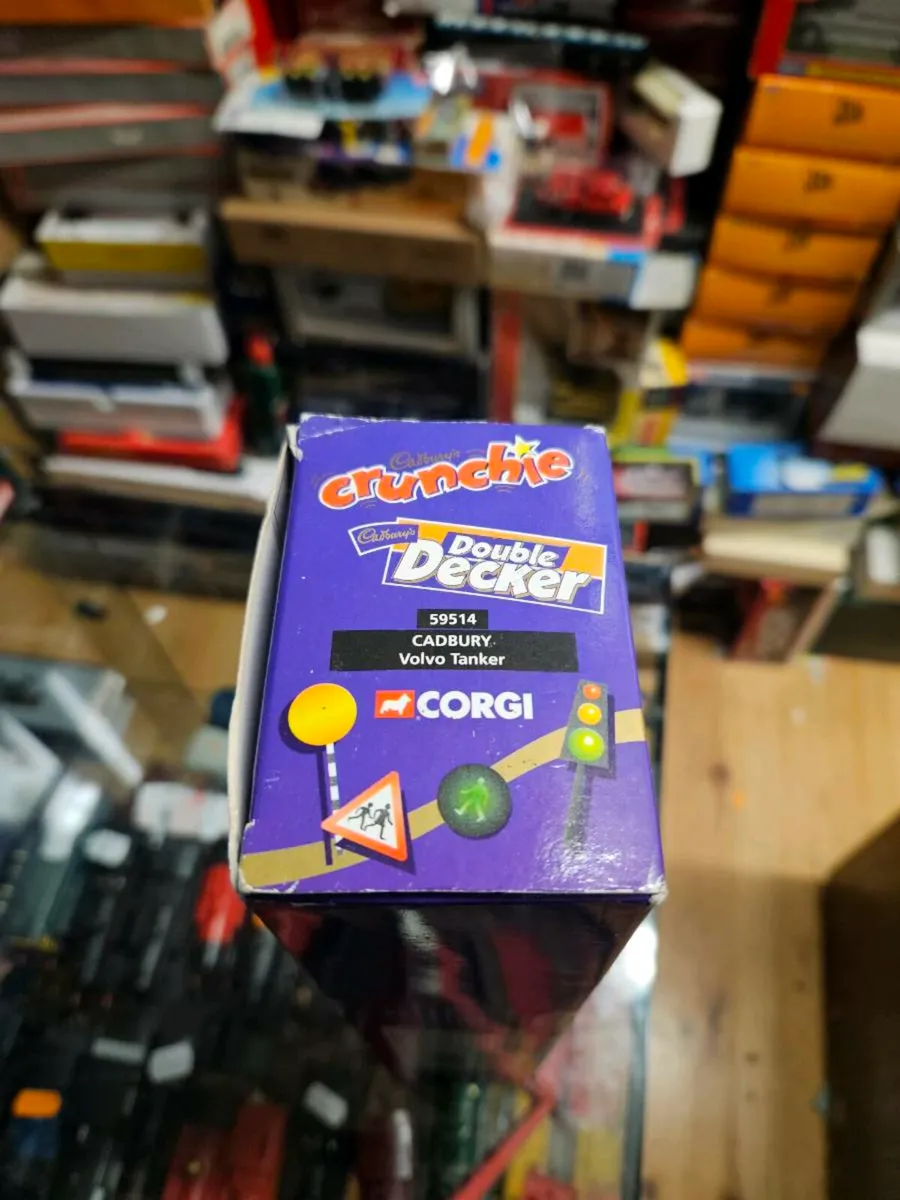 Cadbury's
crunchie
Cadbury's
Double
Decker
59514
CADBURY
Volvo Tanker
CORGI